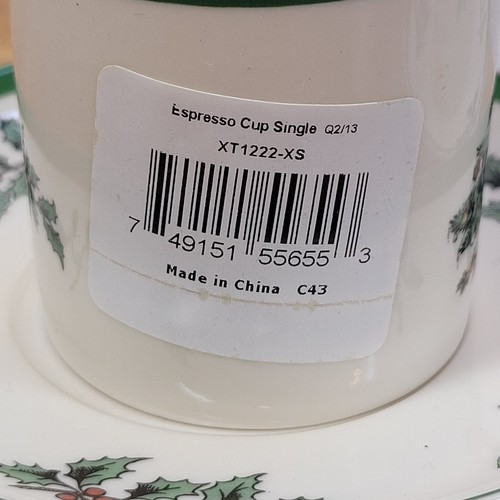 Espresso Cup Single Q2/13
XT1222-XS
7 49151 55655 3
Made in China C43